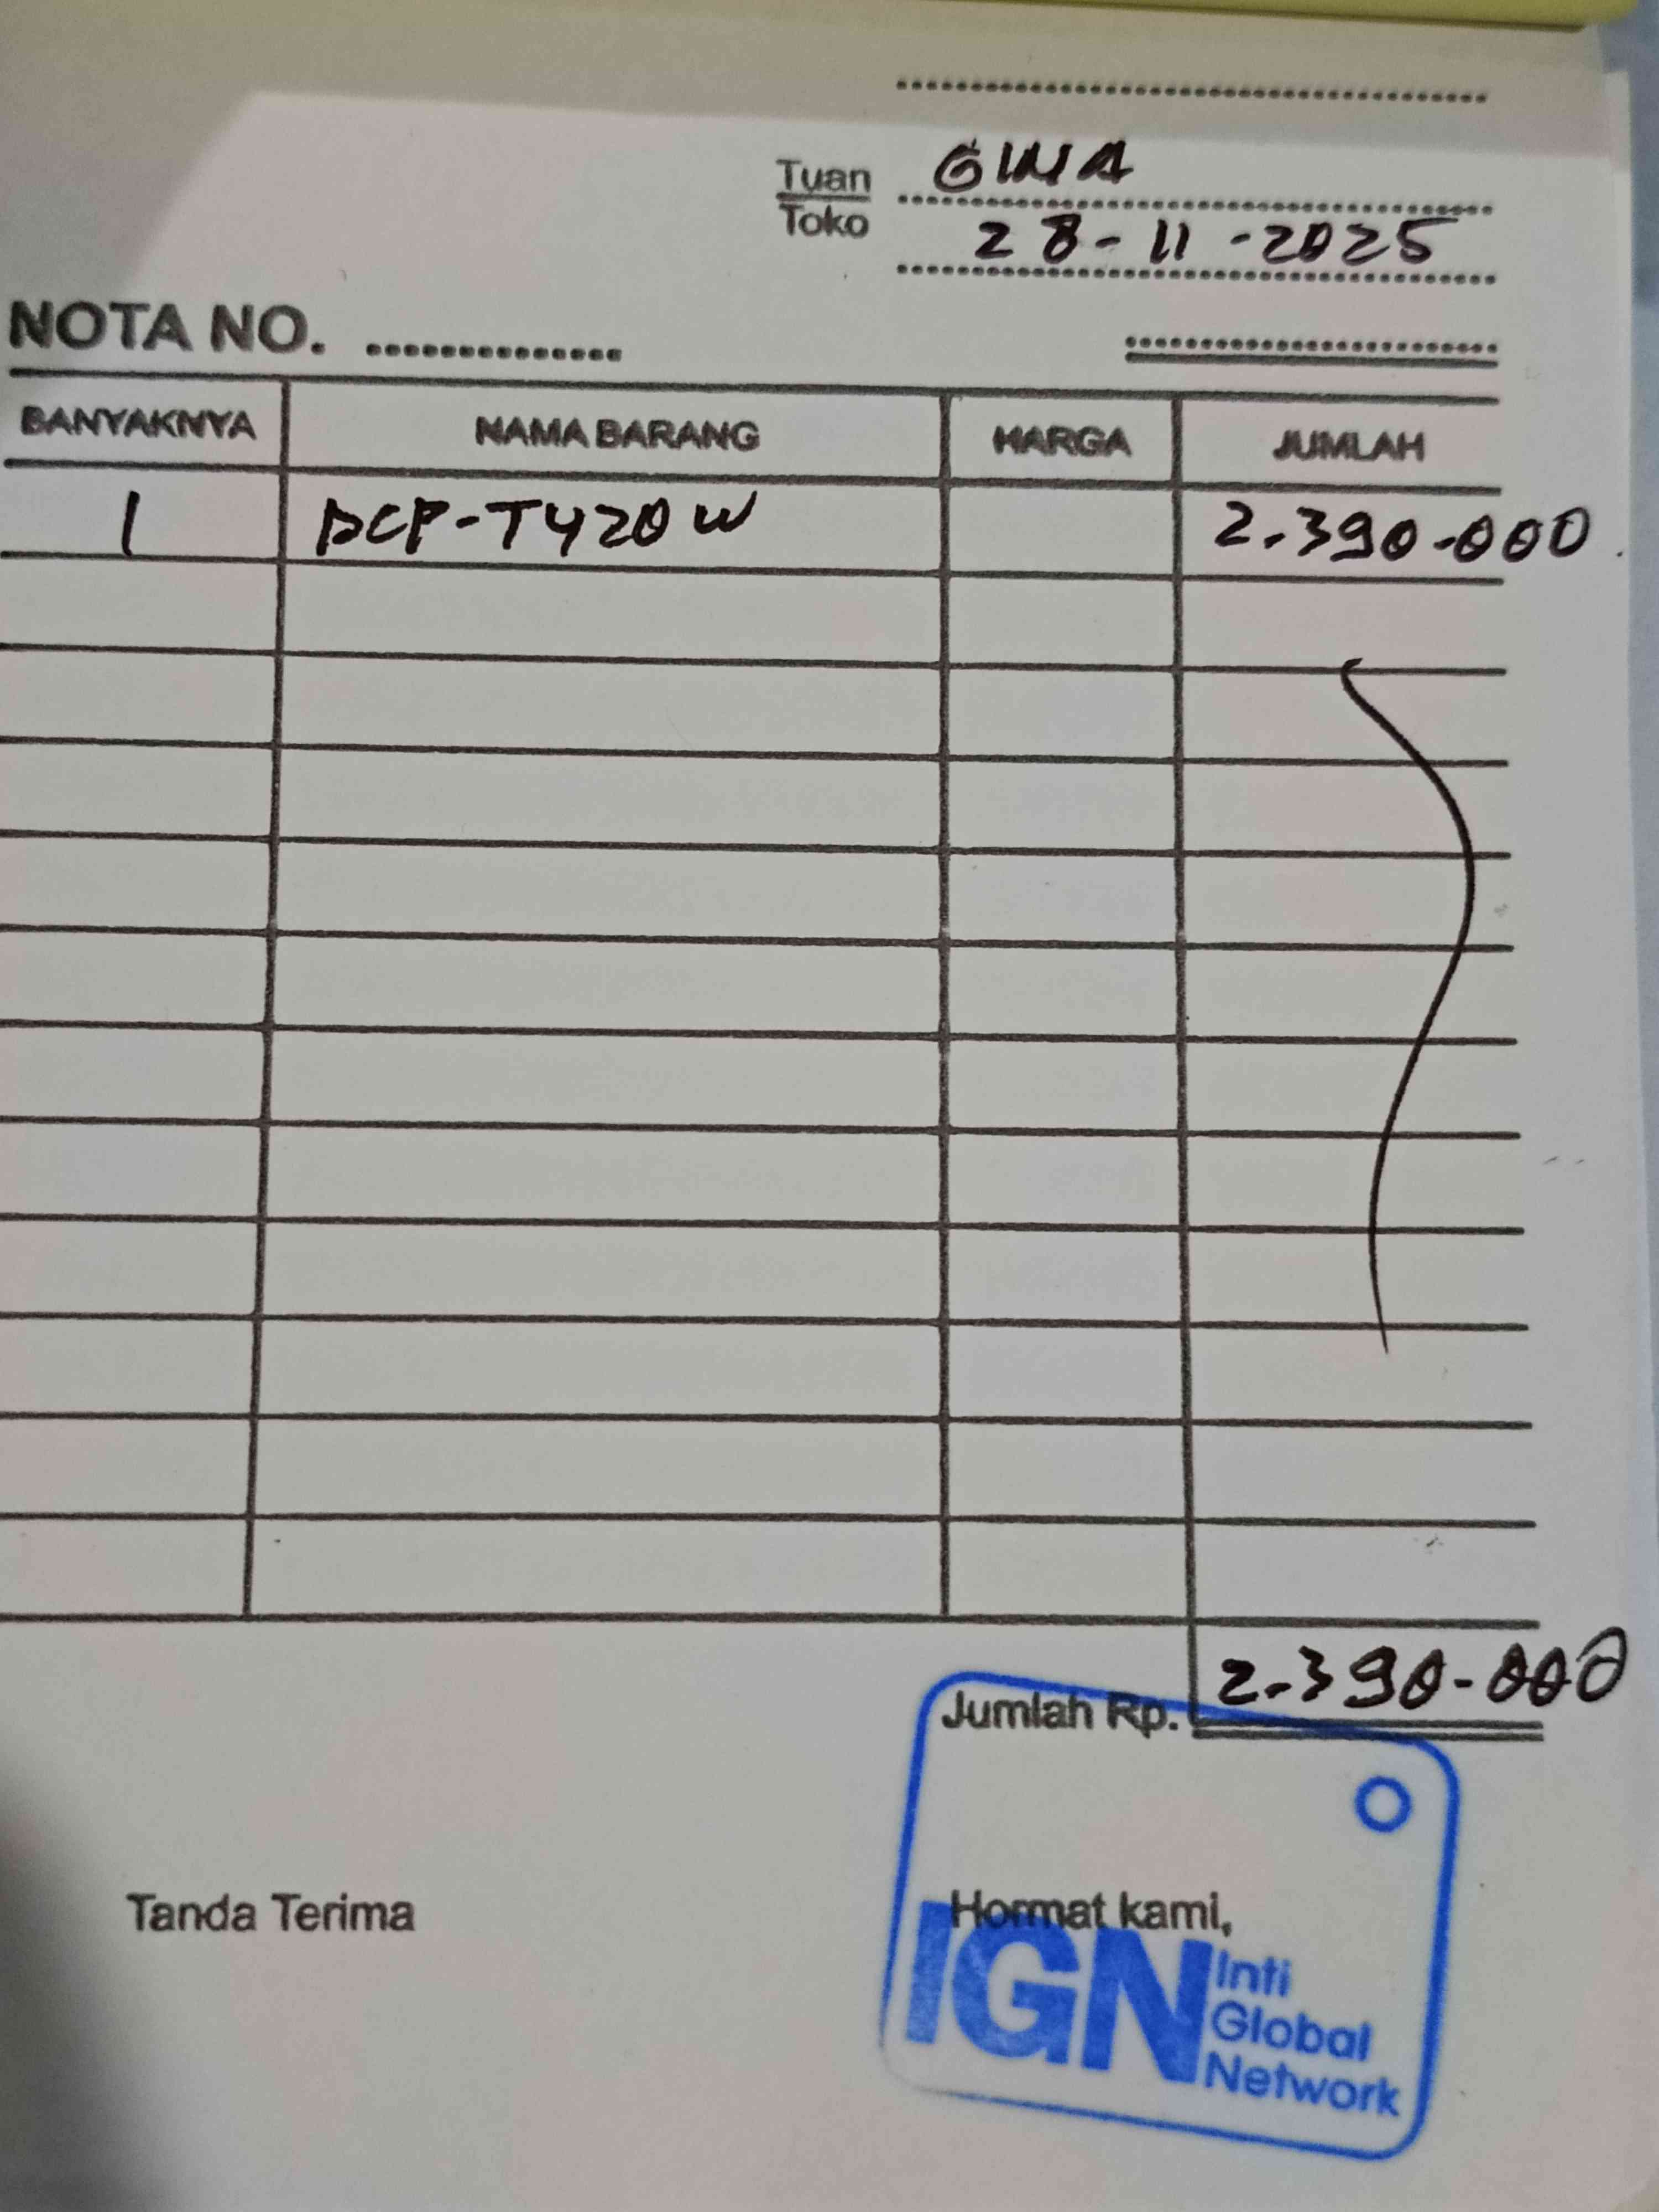 Tuan GINA
Toko 28-11-2025
NOTA NO. ..............
BANYAKNYA NAMA BARANG HARGA JUMLAH
1 DCP-T420W 2.390.000
Jumlah Rp. 2.390.000
Tanda Terima Hormat kami,
IGN Inti
Global
Network